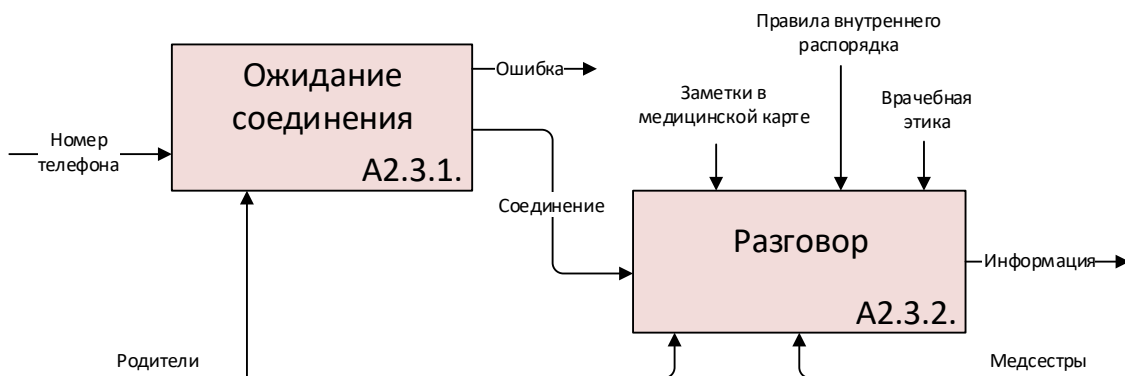 Ожидание
соединения
A2.3.1.
Номер
телефона
Ошибка
Соединение
Правила внутреннего
распорядка
Заметки в
медицинской карте
Врачебная
этика
Разговор
A2.3.2.
Информация
Родители
Медсестры